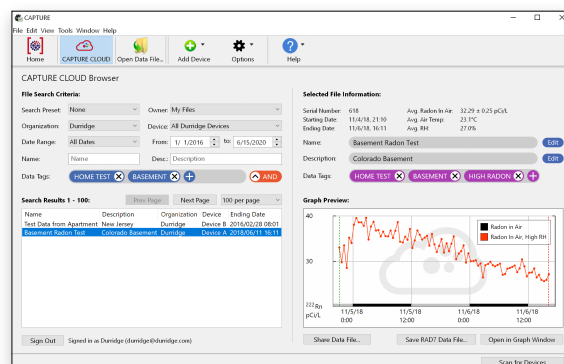 CAPTURE
File Edit View Tools Window Help
Home CAPTURE CLOUD Open Data File... Add Device Options Help
CAPTURE CLOUD Browser
File Search Criteria:
Search Preset: None Owner: My Files
Organization: Durridge Device: All Durridge Devices
Date Range: All Dates From: 1/ 1/2016 to: 6/15/2020
Name: Name Desc.: Description
Data Tags: HOME TEST BASEMENT AND
Search Results 1 - 100: Prev Page Next Page 100 per page
Name Description Organization Device Ending Date
Test Data from Apartment New Jersey Durridge Device B 2016/02/28 08:01
Basement Radon Test Colorado Basement Durridge Device A 2018/06/11 16:11
Sign Out Signed in as Durridge (durridge@durridge.com)
Selected File Information:
Serial Number: 618 Avg. Radon In Air: 32.29 ± 0.25 pCi/L
Starting Date: 11/4/18, 21:10 Avg. Air Temp: 23.1°C
Ending Date: 11/6/18, 16:11 Avg. RH: 27.0%
Name: Basement Radon Test Edit
Description: Colorado Basement Edit
Data Tags: HOME TEST BASEMENT HIGH RADON
Graph Preview:
40
Radon in Air
Radon in Air, High RH
30
222Rn
pCi/L
11/5/18 11/5/18 11/6/18 11/6/18
0:00 12:00 0:00 12:00
Share Data File... Save RAD7 Data File... Open in Graph Window
Scan for Devices